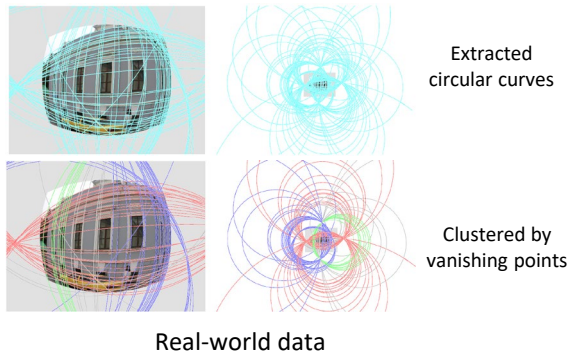 Extracted
circular curves
Clustered by
vanishing points
Real-world data